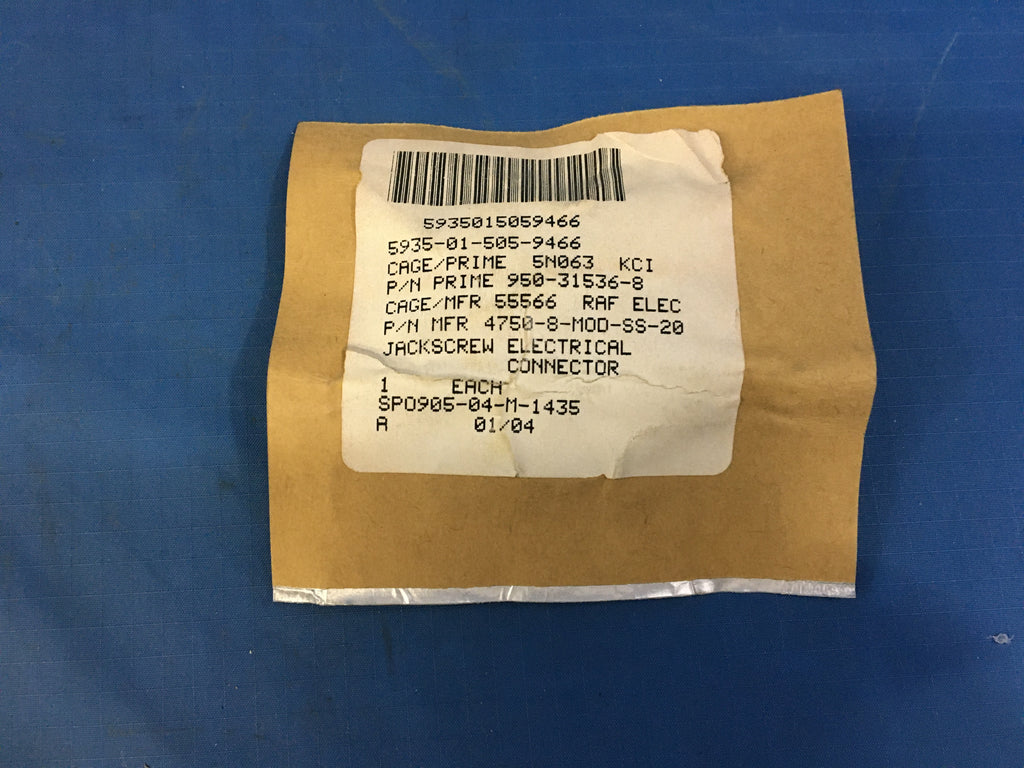 5935015059466
5935-01-505-9466
CAGE/PRIME 5N063 KCI
P/N PRIME 950-31536-8
CAGE/MFR 55566 RAF ELEC
P/N MFR 4750-8-MOD-SS-20
JACKSCREW ELECTRICAL
CONNECTOR
1 EACH
SPO905-04-M-1435
A 01/04